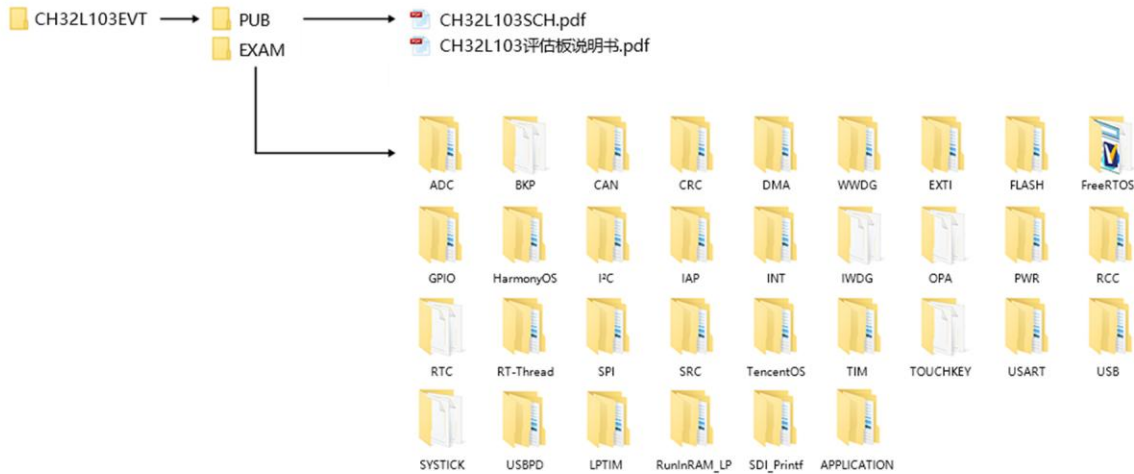 CH32L103EVT
PUB
CH32L103SCH.pdf
EXAM
CH32L103评估板说明书.pdf
ADC
BKP
CAN
CRC
DMA
WWDG
EXTI
FLASH
FreeRTOS
GPIO
HarmonyOS
I²C
IAP
INT
IWDG
OPA
PWR
RCC
RTC
RT-Thread
SPI
SRC
TencentOS
TIM
TOUCHKEY
USART
USB
SYSTICK
USBPD
LPTIM
RunInRAM_LP
SDI_Printf
APPLICATION